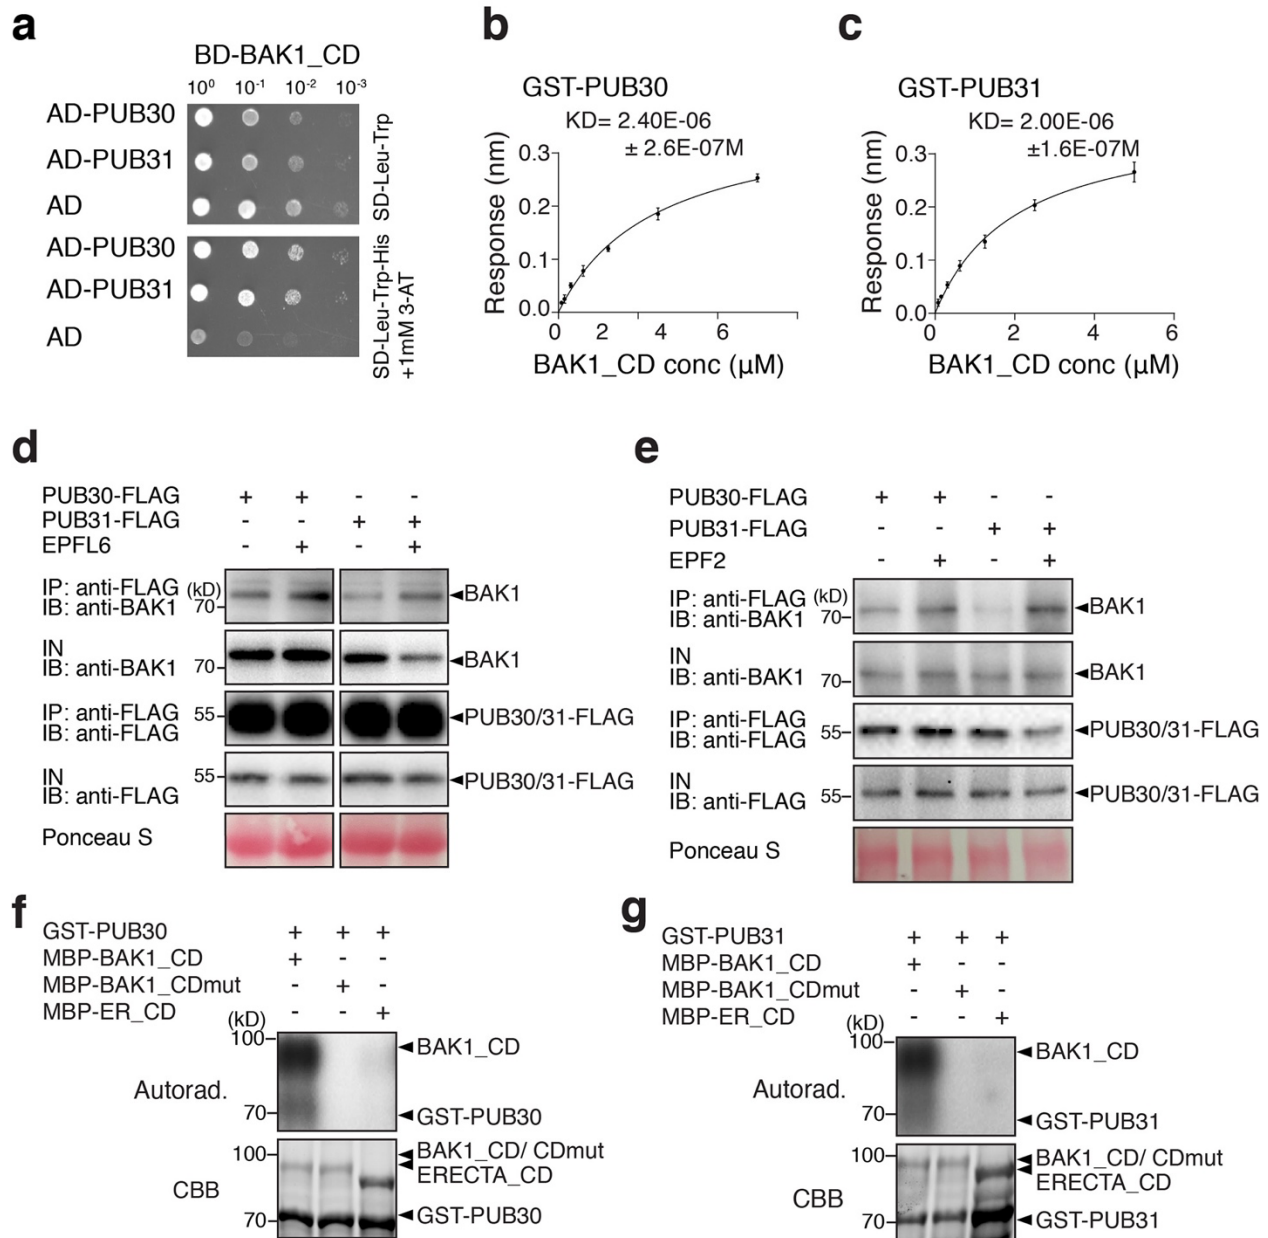 a
BD-BAK1_CD
10⁰ 10⁻¹ 10⁻² 10⁻³
AD-PUB30
AD-PUB31
AD
SD-Leu-Trp
AD-PUB30
AD-PUB31
AD
SD-Leu-Trp-His
+1mM 3-AT
b
GST-PUB30
KD= 2.40E-06
± 2.6E-07M
Response (nm)
0.3
0.2
0.1
0.0
0 2 4 6
BAK1_CD conc (μM)
c
GST-PUB31
KD= 2.00E-06
±1.6E-07M
Response (nm)
0.3
0.2
0.1
0.0
0 2 4 6
BAK1_CD conc (μM)
d
PUB30-FLAG + + - -
PUB31-FLAG - - + +
EPFL6 - + - +
IP: anti-FLAG (kD)
IB: anti-BAK1 70 BAK1
IN
IB: anti-BAK1 70 BAK1
IP: anti-FLAG
IB: anti-FLAG 55 PUB30/31-FLAG
IN
IB: anti-FLAG 55 PUB30/31-FLAG
Ponceau S
e
PUB30-FLAG + + - -
PUB31-FLAG - - + +
EPF2 - + - +
IP: anti-FLAG (kD)
IB: anti-BAK1 70 BAK1
IN
IB: anti-BAK1 70 BAK1
IP: anti-FLAG
IB: anti-FLAG 55 PUB30/31-FLAG
IN
IB: anti-FLAG 55 PUB30/31-FLAG
Ponceau S
f
GST-PUB30 + + +
MBP-BAK1_CD + - -
MBP-BAK1_CDmut - + -
MBP-ER_CD - - +
(kD)
100 BAK1_CD
Autorad.
70 GST-PUB30
100 BAK1_CD/ CDmut
ERECTA_CD
CBB
70 GST-PUB30
g
GST-PUB31 + + +
MBP-BAK1_CD + - -
MBP-BAK1_CDmut - + -
MBP-ER_CD - - +
(kD)
100 BAK1_CD
Autorad.
70 GST-PUB31
100 BAK1_CD/ CDmut
ERECTA_CD
CBB
70 GST-PUB31